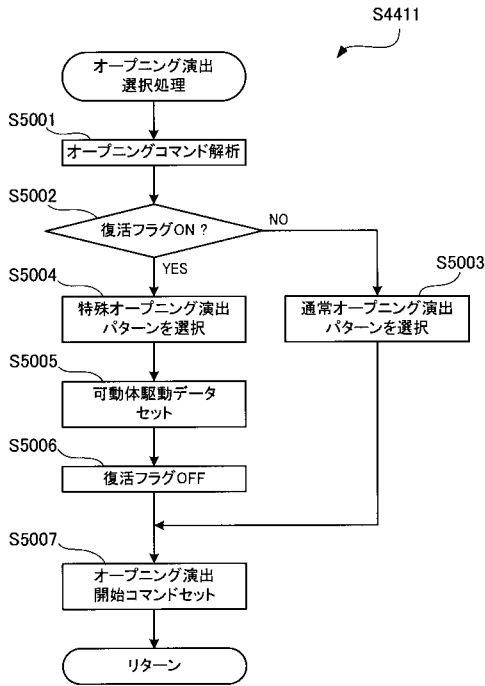 S4411
オープニング演出
選択処理
S5001
オープニングコマンド解析
S5002
復活フラグON？
NO
YES
S5004
特殊オープニング演出
パターンを選択
S5003
通常オープニング演出
パターンを選択
S5005
可動体駆動データ
セット
S5006
復活フラグOFF
S5007
オープニング演出
開始コマンドセット
リターン